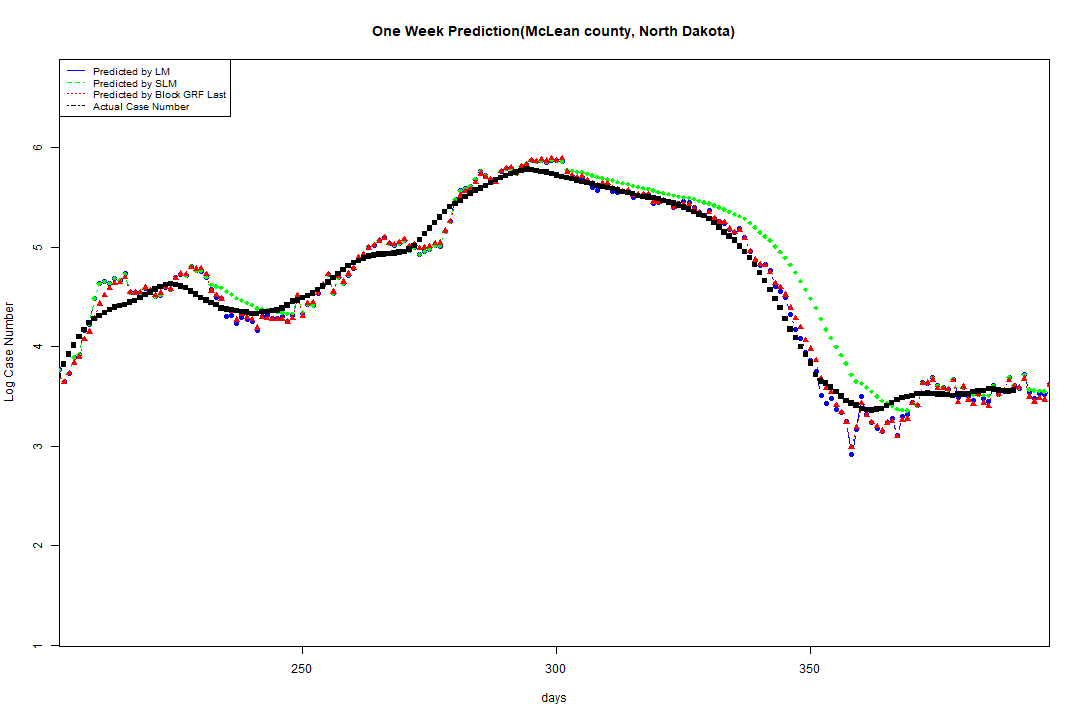 One Week Prediction(McLean county, North Dakota)
Predicted by LM
Predicted by SLM
Predicted by Block GRF Last
Actual Case Number
6
5
4
3
2
1
Log Case Number
250 300 350
days